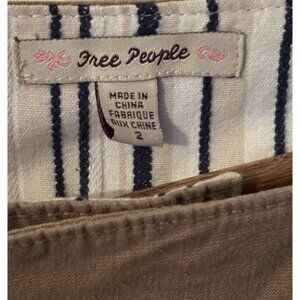 Free People
MADE IN
CHINA
FABRIQUE
AUX CHINE
2